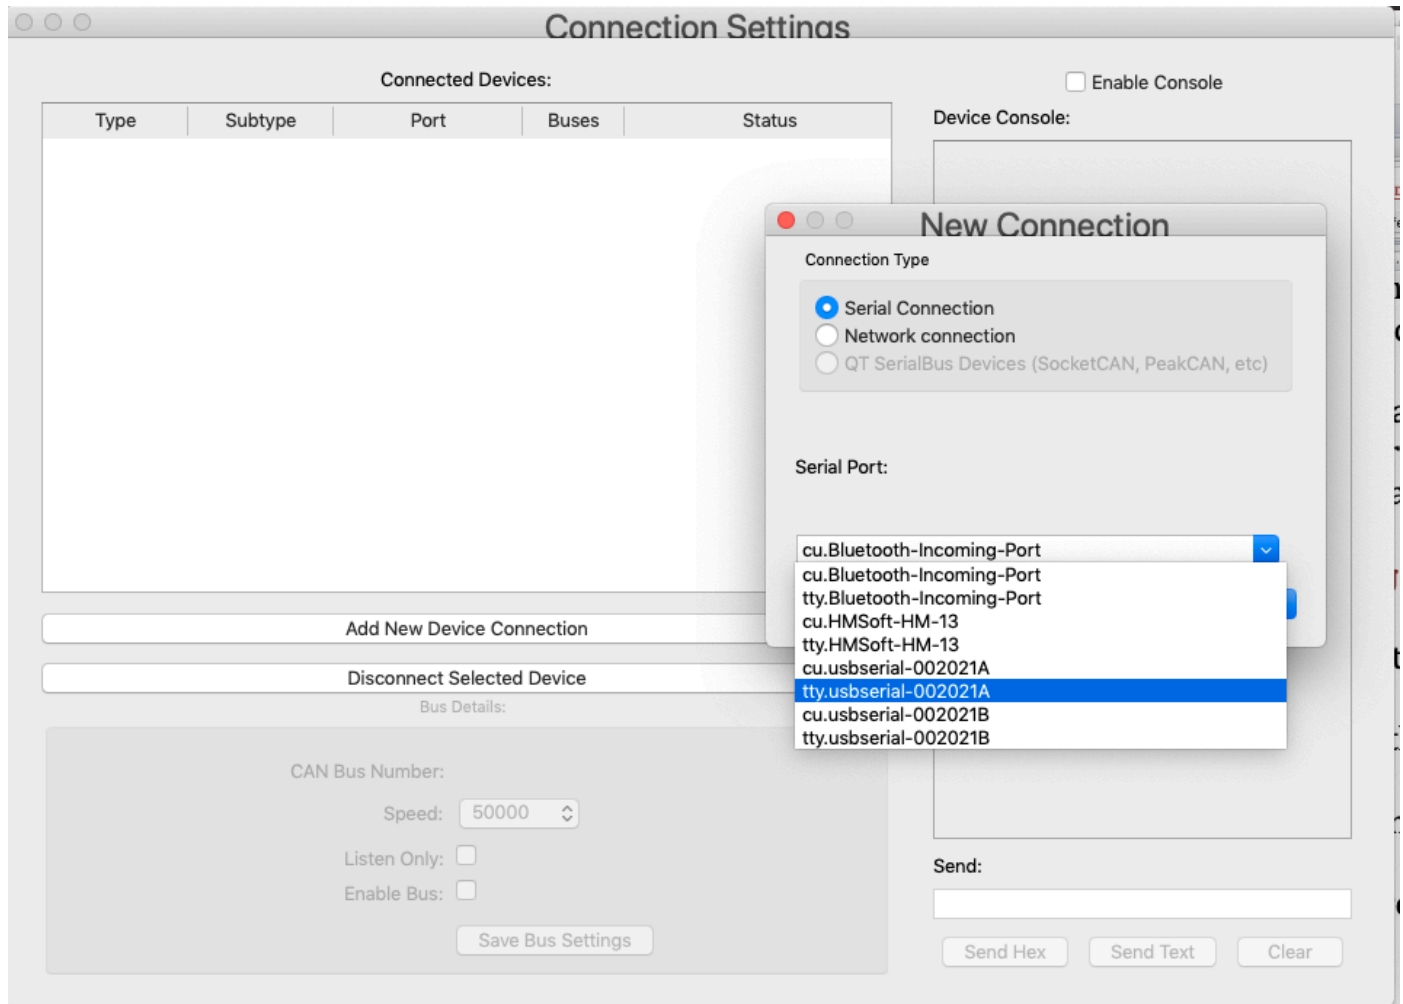 Connection Settings
Connected Devices:
Enable Console
Type Subtype Port Buses Status
Device Console:
New Connection
Connection Type
Serial Connection
Network connection
QT SerialBus Devices (SocketCAN, PeakCAN, etc)
Serial Port:
cu.Bluetooth-Incoming-Port
cu.Bluetooth-Incoming-Port
tty.Bluetooth-Incoming-Port
cu.HMSoft-HM-13
tty.HMSoft-HM-13
cu.usbserial-002021A
tty.usbserial-002021A
cu.usbserial-002021B
tty.usbserial-002021B
Add New Device Connection
Disconnect Selected Device
Bus Details:
CAN Bus Number:
Speed: 50000
Listen Only:
Enable Bus:
Save Bus Settings
Send:
Send Hex Send Text Clear